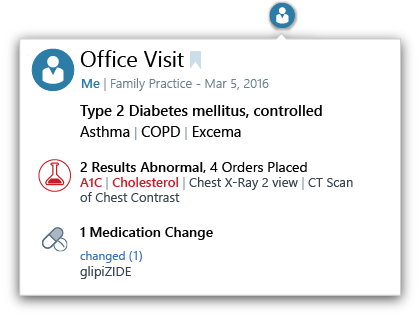 Office Visit
Me | Family Practice - Mar 5, 2016
Type 2 Diabetes mellitus, controlled
Asthma | COPD | Excema
2 Results Abnormal, 4 Orders Placed
A1C | Cholesterol | Chest X-Ray 2 view | CT Scan
of Chest Contrast
1 Medication Change
changed (1)
glipiZIDE